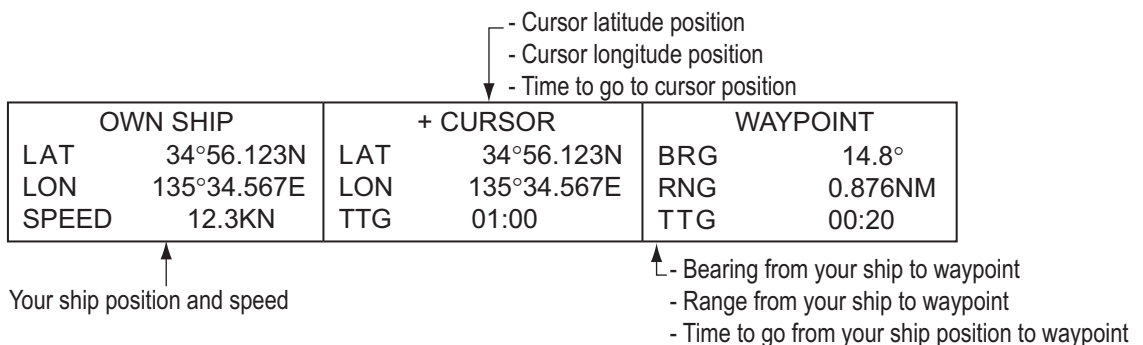 - Cursor latitude position
- Cursor longitude position
- Time to go to cursor position
OWN SHIP
LAT 34°56.123N
LON 135°34.567E
SPEED 12.3KN
+ CURSOR
LAT 34°56.123N
LON 135°34.567E
TTG 01:00
WAYPOINT
BRG 14.8°
RNG 0.876NM
TTG 00:20
Your ship position and speed
- Bearing from your ship to waypoint
- Range from your ship to waypoint
- Time to go from your ship position to waypoint